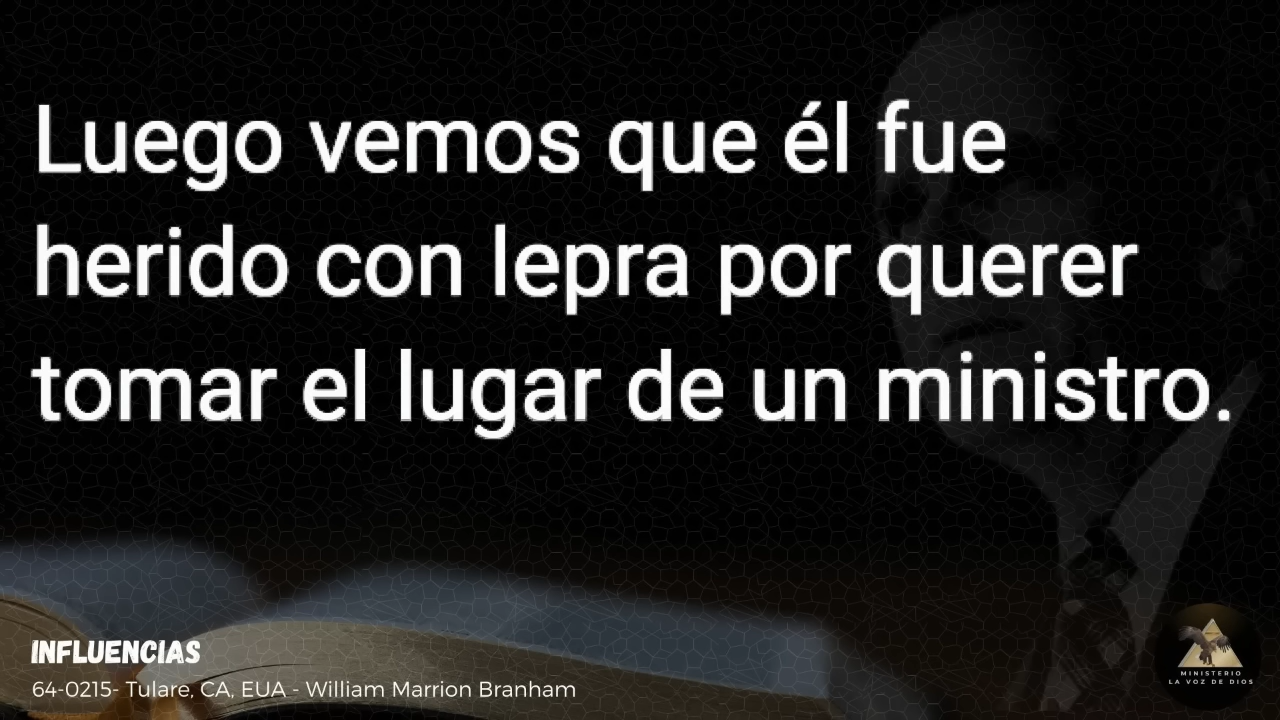 Luego vemos que él fue
herido con lepra por querer
tomar el lugar de un ministro.
INFLUENCIAS
64-0215- Tulare, CA, EUA - William Marrion Branham
MINISTERIO
LA VOZ DE DIOS